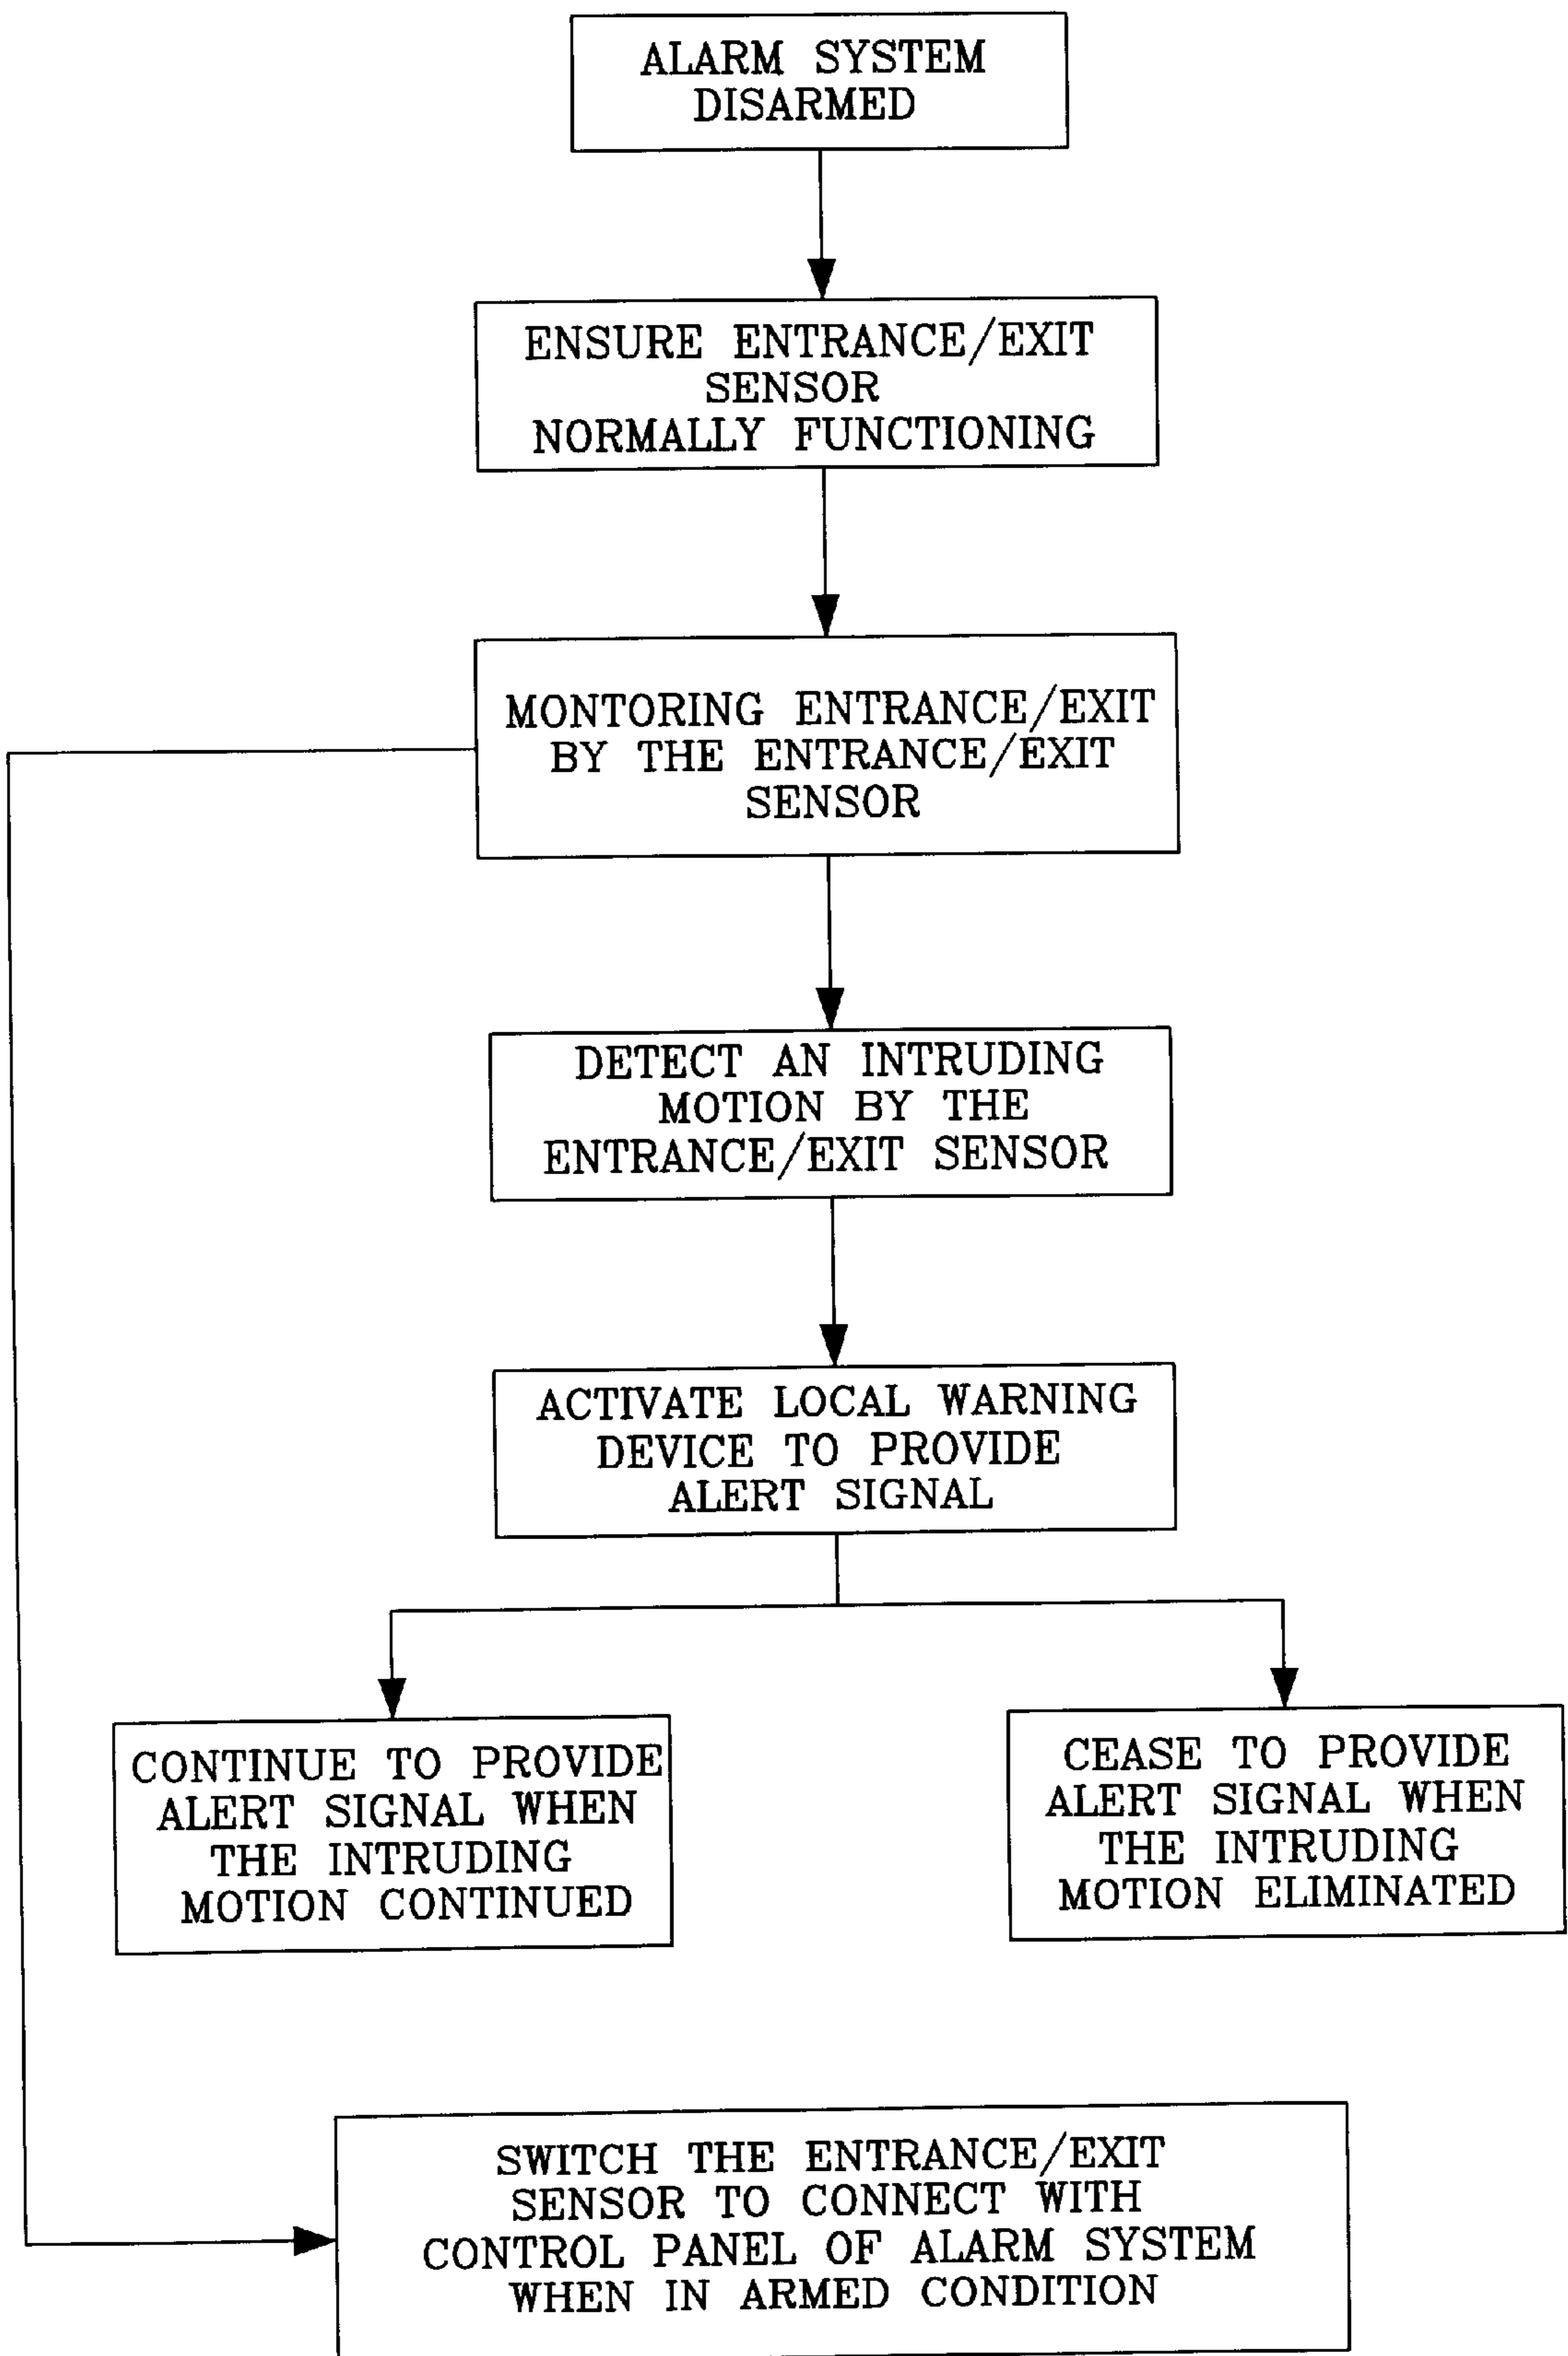 ALARM SYSTEM
DISARMED
ENSURE ENTRANCE/EXIT
SENSOR
NORMALLY FUNCTIONING
MONTORING ENTRANCE/EXIT
BY THE ENTRANCE/EXIT
SENSOR
DETECT AN INTRUDING
MOTION BY THE
ENTRANCE/EXIT SENSOR
ACTIVATE LOCAL WARNING
DEVICE TO PROVIDE
ALERT SIGNAL
CONTINUE TO PROVIDE
ALERT SIGNAL WHEN
THE INTRUDING
MOTION CONTINUED
CEASE TO PROVIDE
ALERT SIGNAL WHEN
THE INTRUDING
MOTION ELIMINATED
SWITCH THE ENTRANCE/EXIT
SENSOR TO CONNECT WITH
CONTROL PANEL OF ALARM SYSTEM
WHEN IN ARMED CONDITION